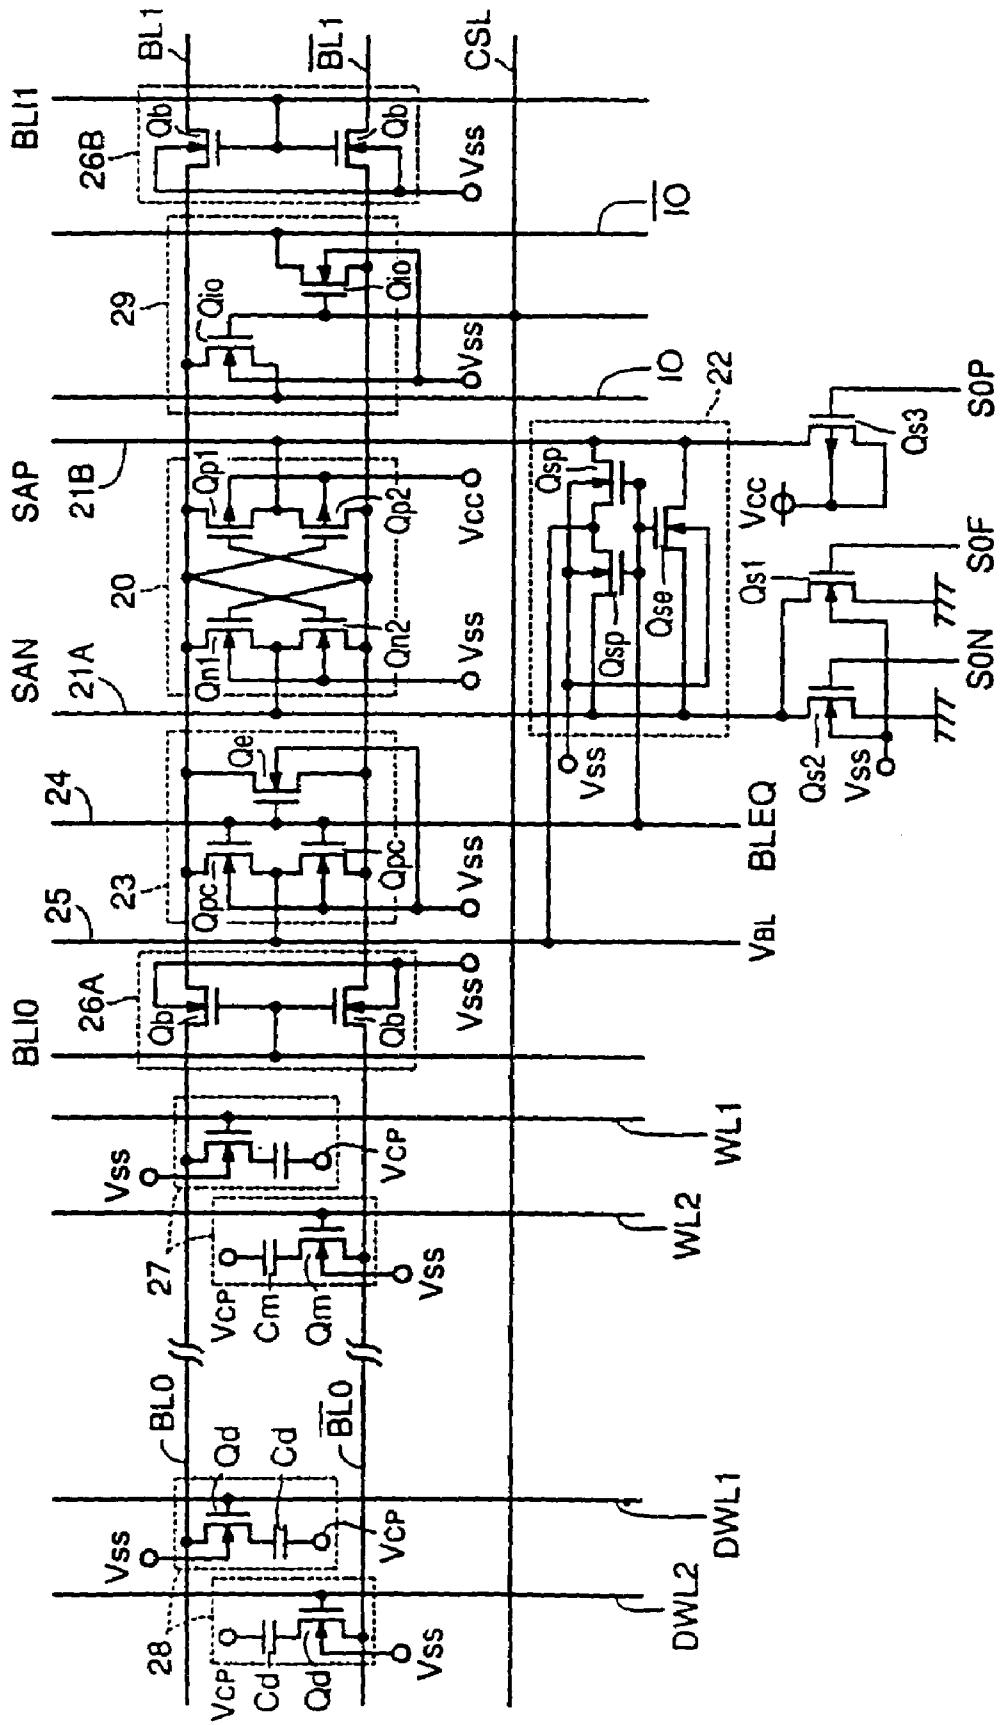 BLI0
SAN
SAP
BLI1
26A
25
24
21A
20
21B
29
26B
BL1
B̅L̅1̅
CSL
23
Qb
Qb
Vss
Qpc
Qpc
Qe
Vss
Qn1
Qn2
Vss
Qp1
Qp2
Vcc
Qio
Qio
Vss
Qb
Qb
Vss
IO
I̅O̅
28
Vss
BL0
Qd
Cd
VCP
B̅L̅0̅
VCP
Cd
Qd
Vss
27
Vss
VCP
VCP
Cm
Qm
Vss
DWL2
DWL1
WL2
WL1
VBL
BLEQ
Vss
Qsp
Qsp
Qse
22
Qs2
Vss
Qs1
Vcc
Qs3
S0N
S0F
S0P